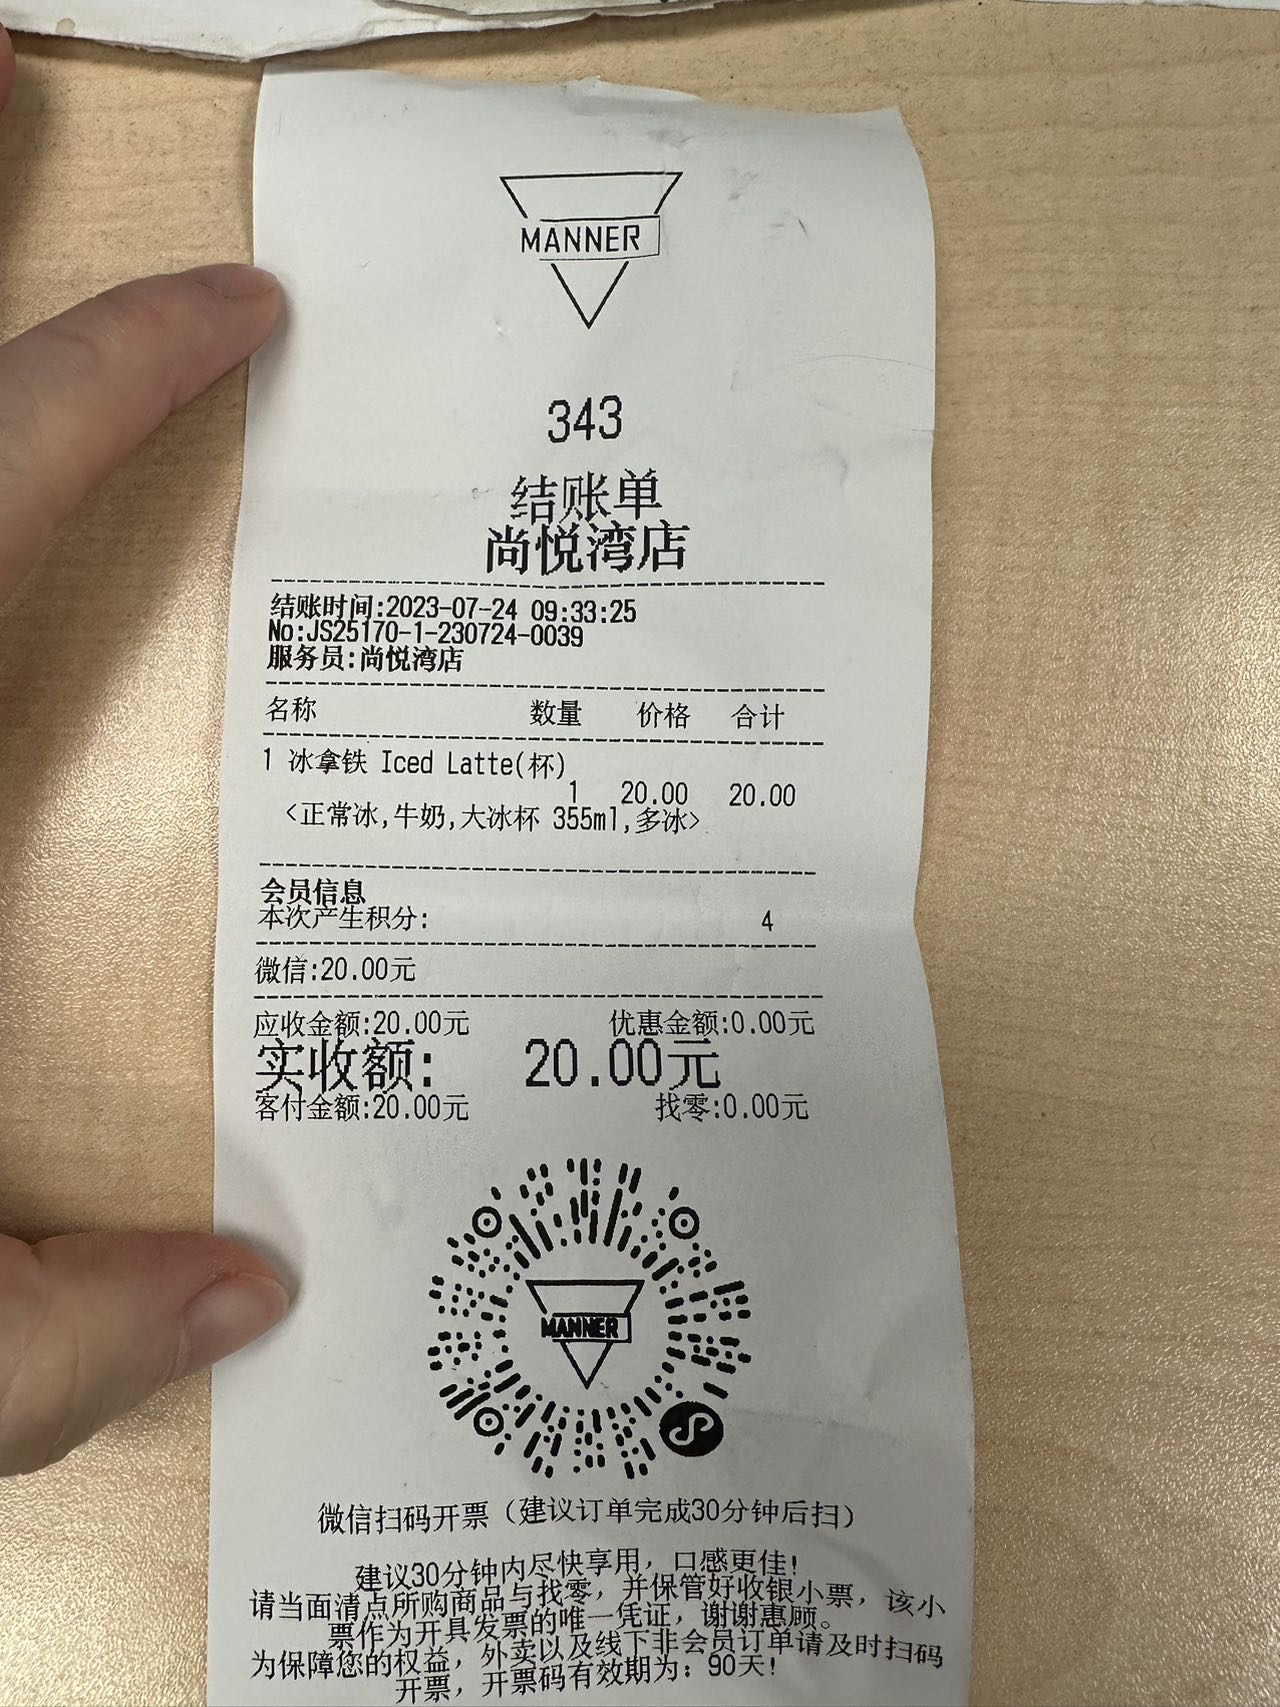 MANNER
343
结账单
尚悦湾店
结账时间:2023-07-24 09:33:25
No:JS25170-1-230724-0039
服务员:尚悦湾店
名称 数量 价格 合计
1 冰拿铁 Iced Latte(杯)
1 20.00 20.00
<正常冰,牛奶,大冰杯 355ml,多冰>
会员信息
本次产生积分: 4
微信:20.00元
应收金额:20.00元 优惠金额:0.00元
实收额: 20.00元
客付金额:20.00元 找零:0.00元
MANNER
微信扫码开票（建议订单完成30分钟后扫）
建议30分钟内尽快享用，口感更佳!
请当面清点所购商品与找零，并保管好收银小票，该小
票作为开具发票的唯一凭证，谢谢惠顾。
为保障您的权益，外卖以及线下非会员订单请及时扫码
开票，开票码有效期为：90天!